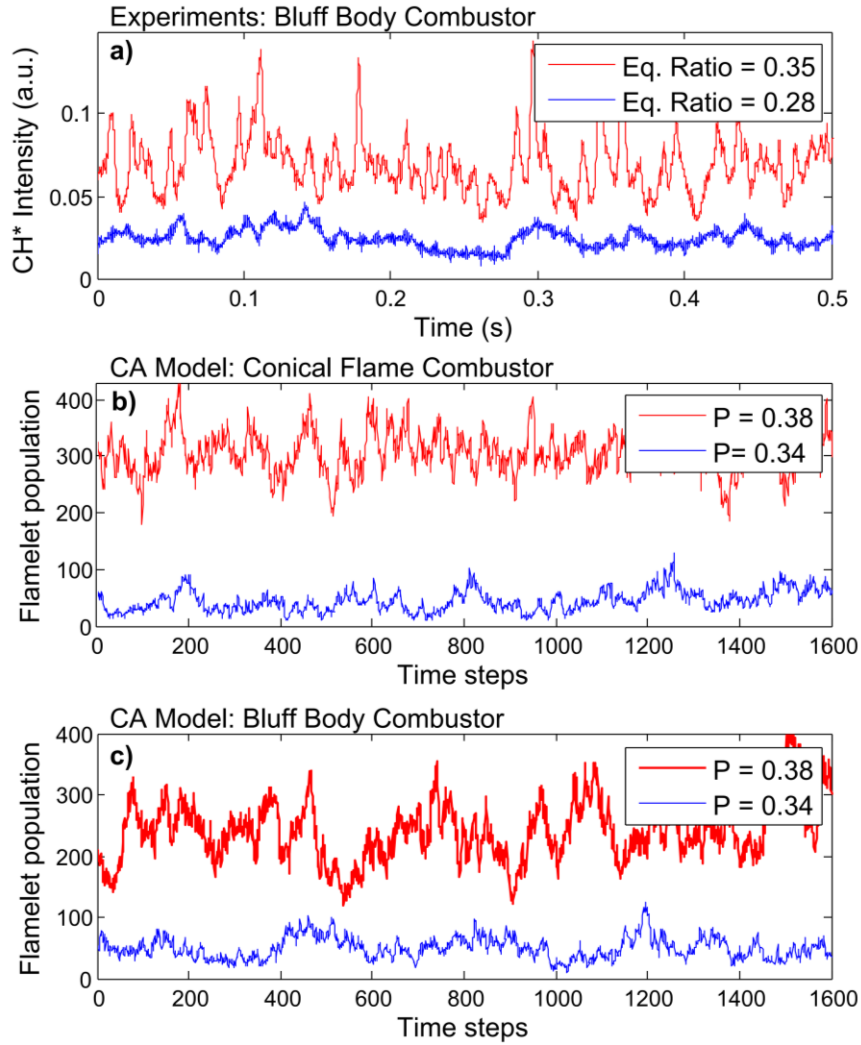 Experiments: Bluff Body Combustor
a)
Eq. Ratio = 0.35
Eq. Ratio = 0.28
CH* Intensity (a.u.)
0.1
0.05
0
0 0.1 0.2 0.3 0.4 0.5
Time (s)
CA Model: Conical Flame Combustor
b)
P = 0.38
P= 0.34
Flamelet population
400
300
200
100
0
0 200 400 600 800 1000 1200 1400 1600
Time steps
CA Model: Bluff Body Combustor
c)
P = 0.38
P = 0.34
Flamelet population
400
300
200
100
0
0 200 400 600 800 1000 1200 1400 1600
Time steps